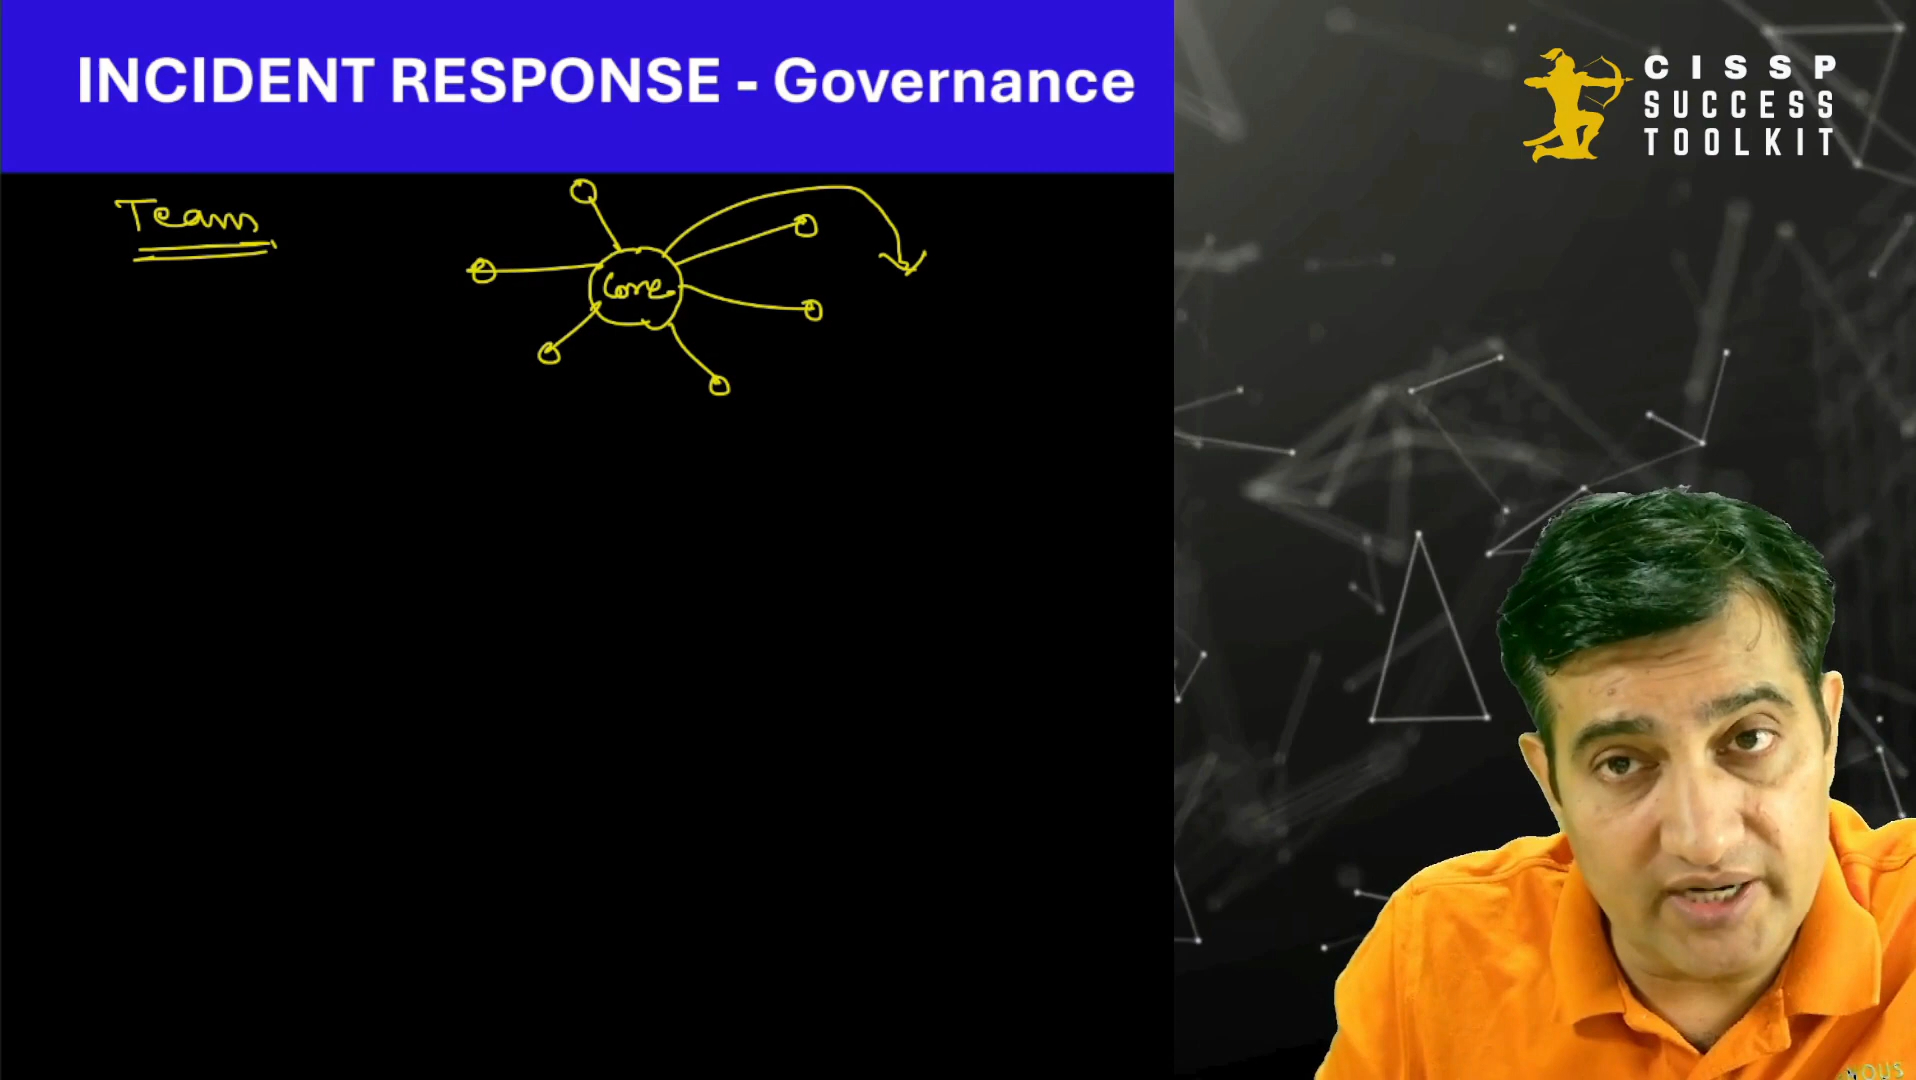 INCIDENT RESPONSE - Governance
CISSP
SUCCESS
TOOLKIT
Team
Core